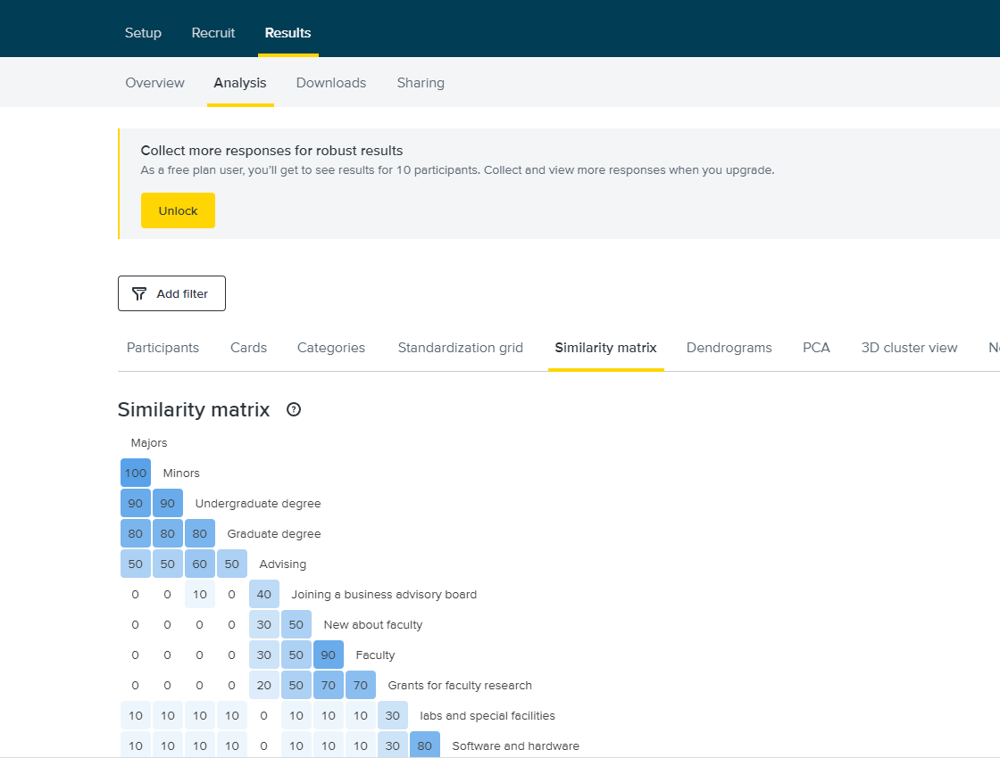 Setup Recruit Results
Overview Analysis Downloads Sharing
Collect more responses for robust results
As a free plan user, you'll get to see results for 10 participants. Collect and view more responses when you upgrade.
Unlock
Add filter
Participants Cards Categories Standardization grid Similarity matrix Dendrograms PCA 3D cluster view
Similarity matrix ?
Majors
100 Minors
90 90 Undergraduate degree
80 80 80 Graduate degree
50 50 60 50 Advising
0 0 10 0 40 Joining a business advisory board
0 0 0 0 30 50 New about faculty
0 0 0 0 30 50 90 Faculty
0 0 0 0 20 50 70 70 Grants for faculty research
10 10 10 10 0 10 10 10 30 labs and special facilities
10 10 10 10 0 10 10 10 30 80 Software and hardware